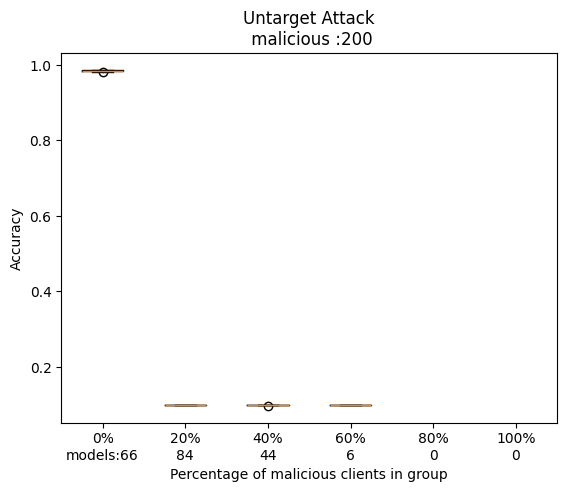 Untarget Attack
malicious :200
1.0
0.8
0.6
0.4
0.2
Accuracy
0% 20% 40% 60% 80% 100%
models:66 84 44 6 0 0
Percentage of malicious clients in group